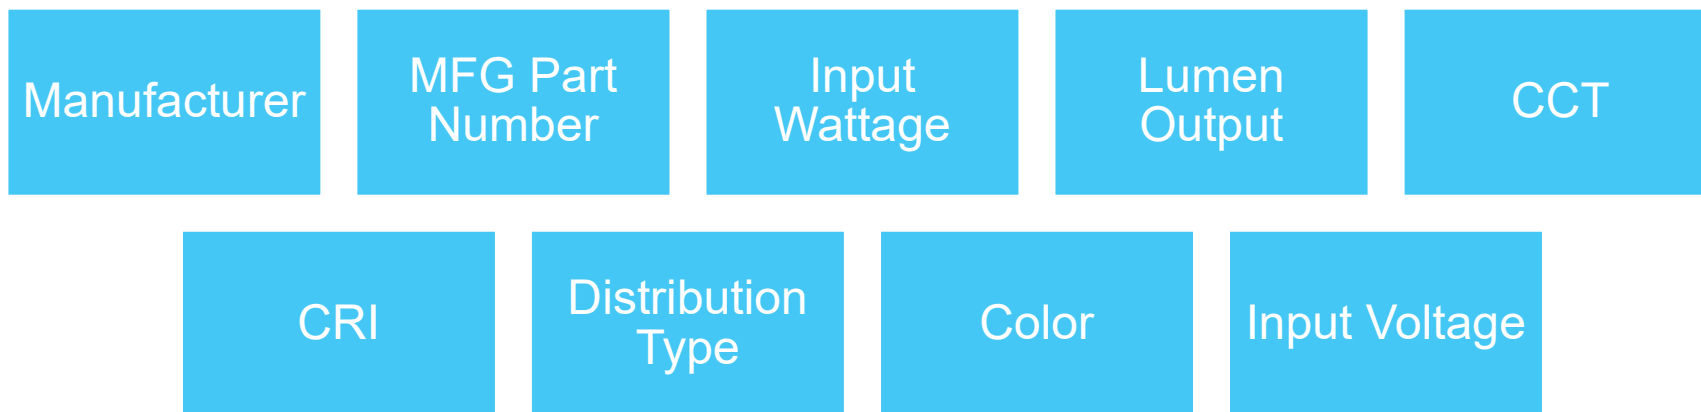 Manufacturer
MFG Part
Number
Input
Wattage
Lumen
Output
CCT
CRI
Distribution
Type
Color
Input Voltage